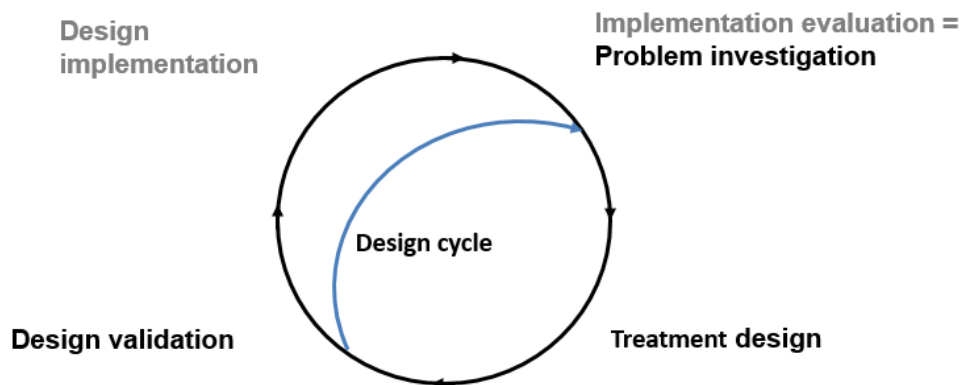 Design
implementation
Implementation evaluation =
Problem investigation
Design cycle
Design validation
Treatment design